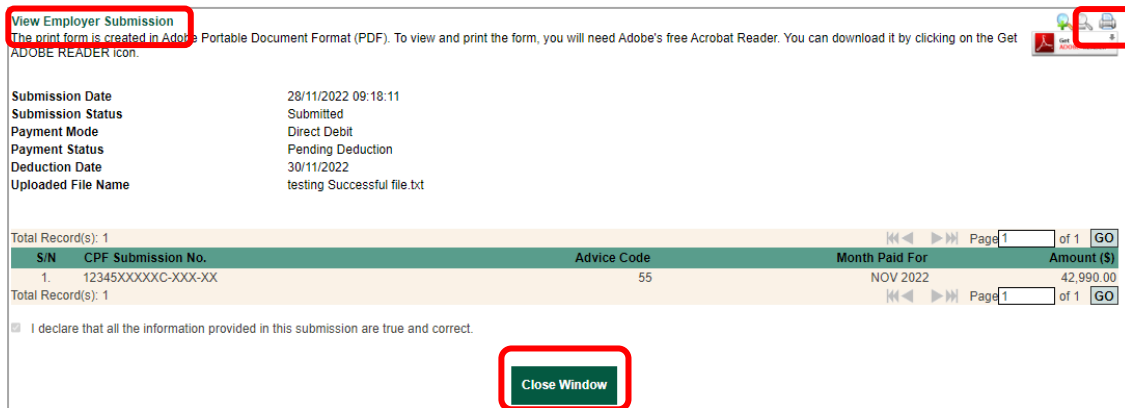 View Employer Submission
The print form is created in Adobe Portable Document Format (PDF). To view and print the form, you will need Adobe's free Acrobat Reader. You can download it by clicking on the Get
ADOBE READER icon.
Get
Submission Date 28/11/2022 09:18:11
Submission Status Submitted
Payment Mode Direct Debit
Payment Status Pending Deduction
Deduction Date 30/11/2022
Uploaded File Name testing Successful file.txt
Total Record(s): 1 Page 1 of 1 GO
S/N CPF Submission No. Advice Code Month Paid For Amount ($)
1. 12345XXXXXC-XXX-XX 55 NOV 2022 42,990.00
Total Record(s): 1 Page 1 of 1 GO
I declare that all the information provided in this submission are true and correct.
Close Window